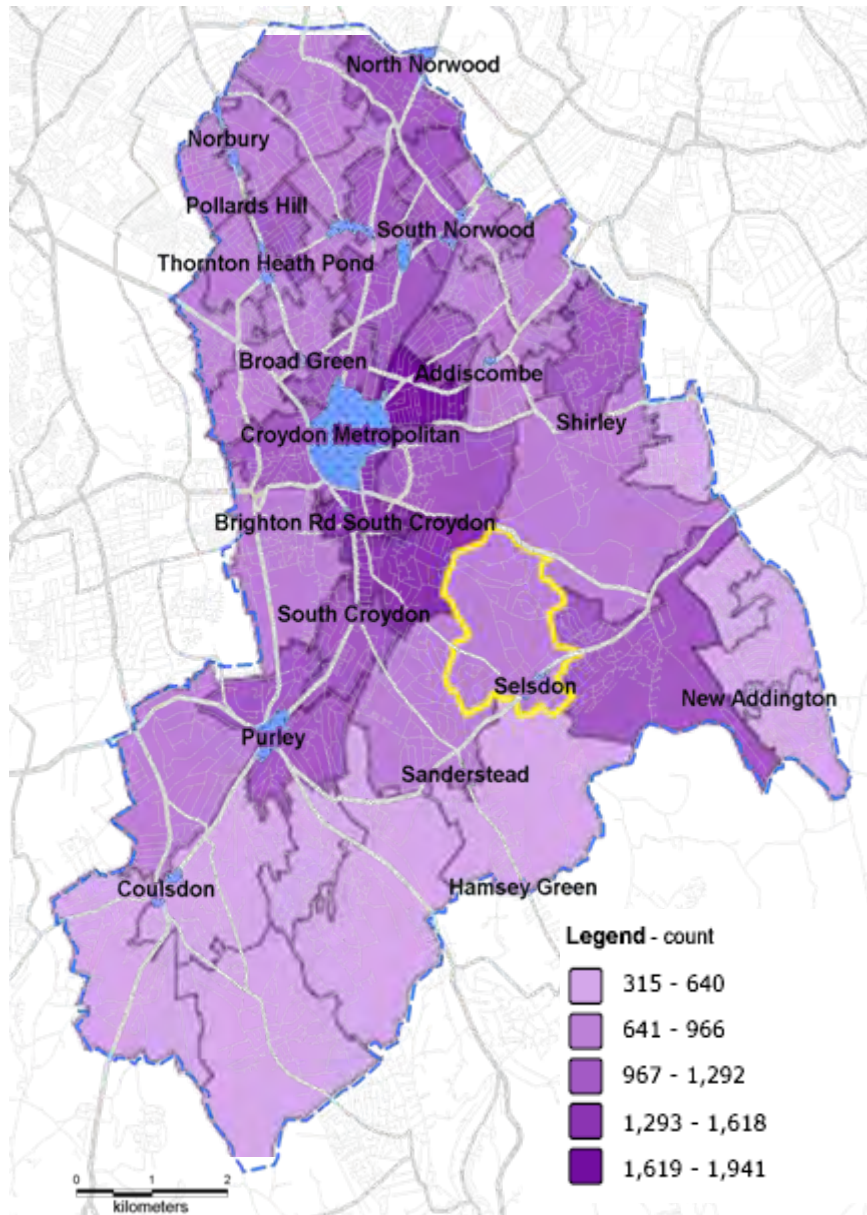 North Norwood
Norbury
Pollards Hill
South Norwood
Thornton Heath Pond
Broad Green
Addiscombe
Shirley
Croydon Metropolitan
Brighton Rd South Croydon
South Croydon
Selsdon
New Addington
Purley
Sanderstead
Coulsdon
Hamsey Green
Legend - count
315 - 640
641 - 966
967 - 1,292
1,293 - 1,618
1,619 - 1,941
0 1 2
kilometers